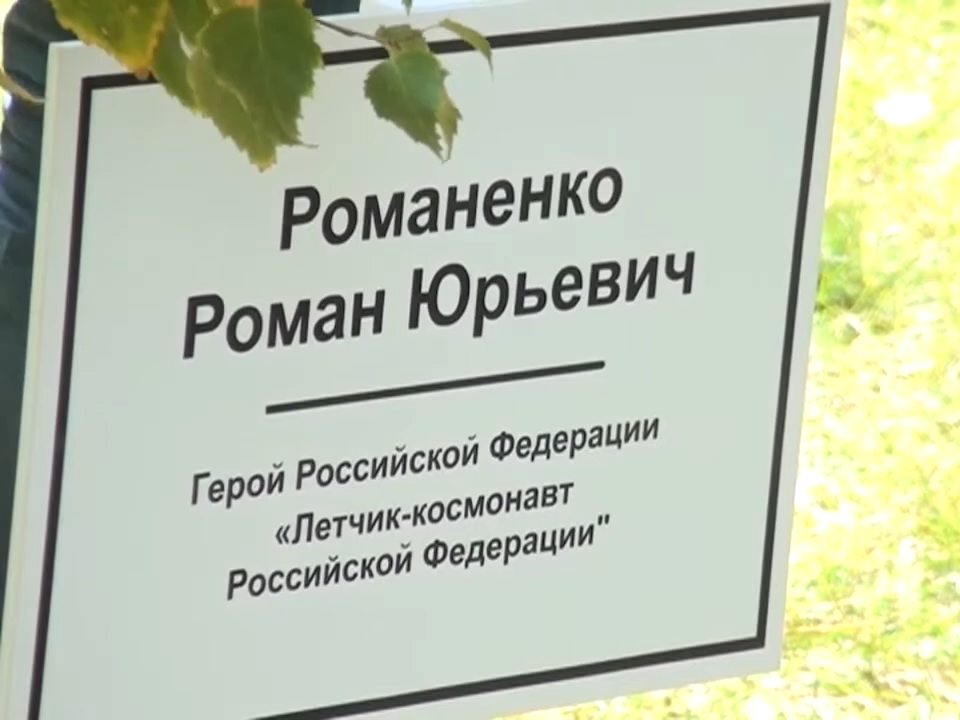 Романенко
Роман Юрьевич
Герой Российской Федерации
«Летчик-космонавт
Российской Федерации"